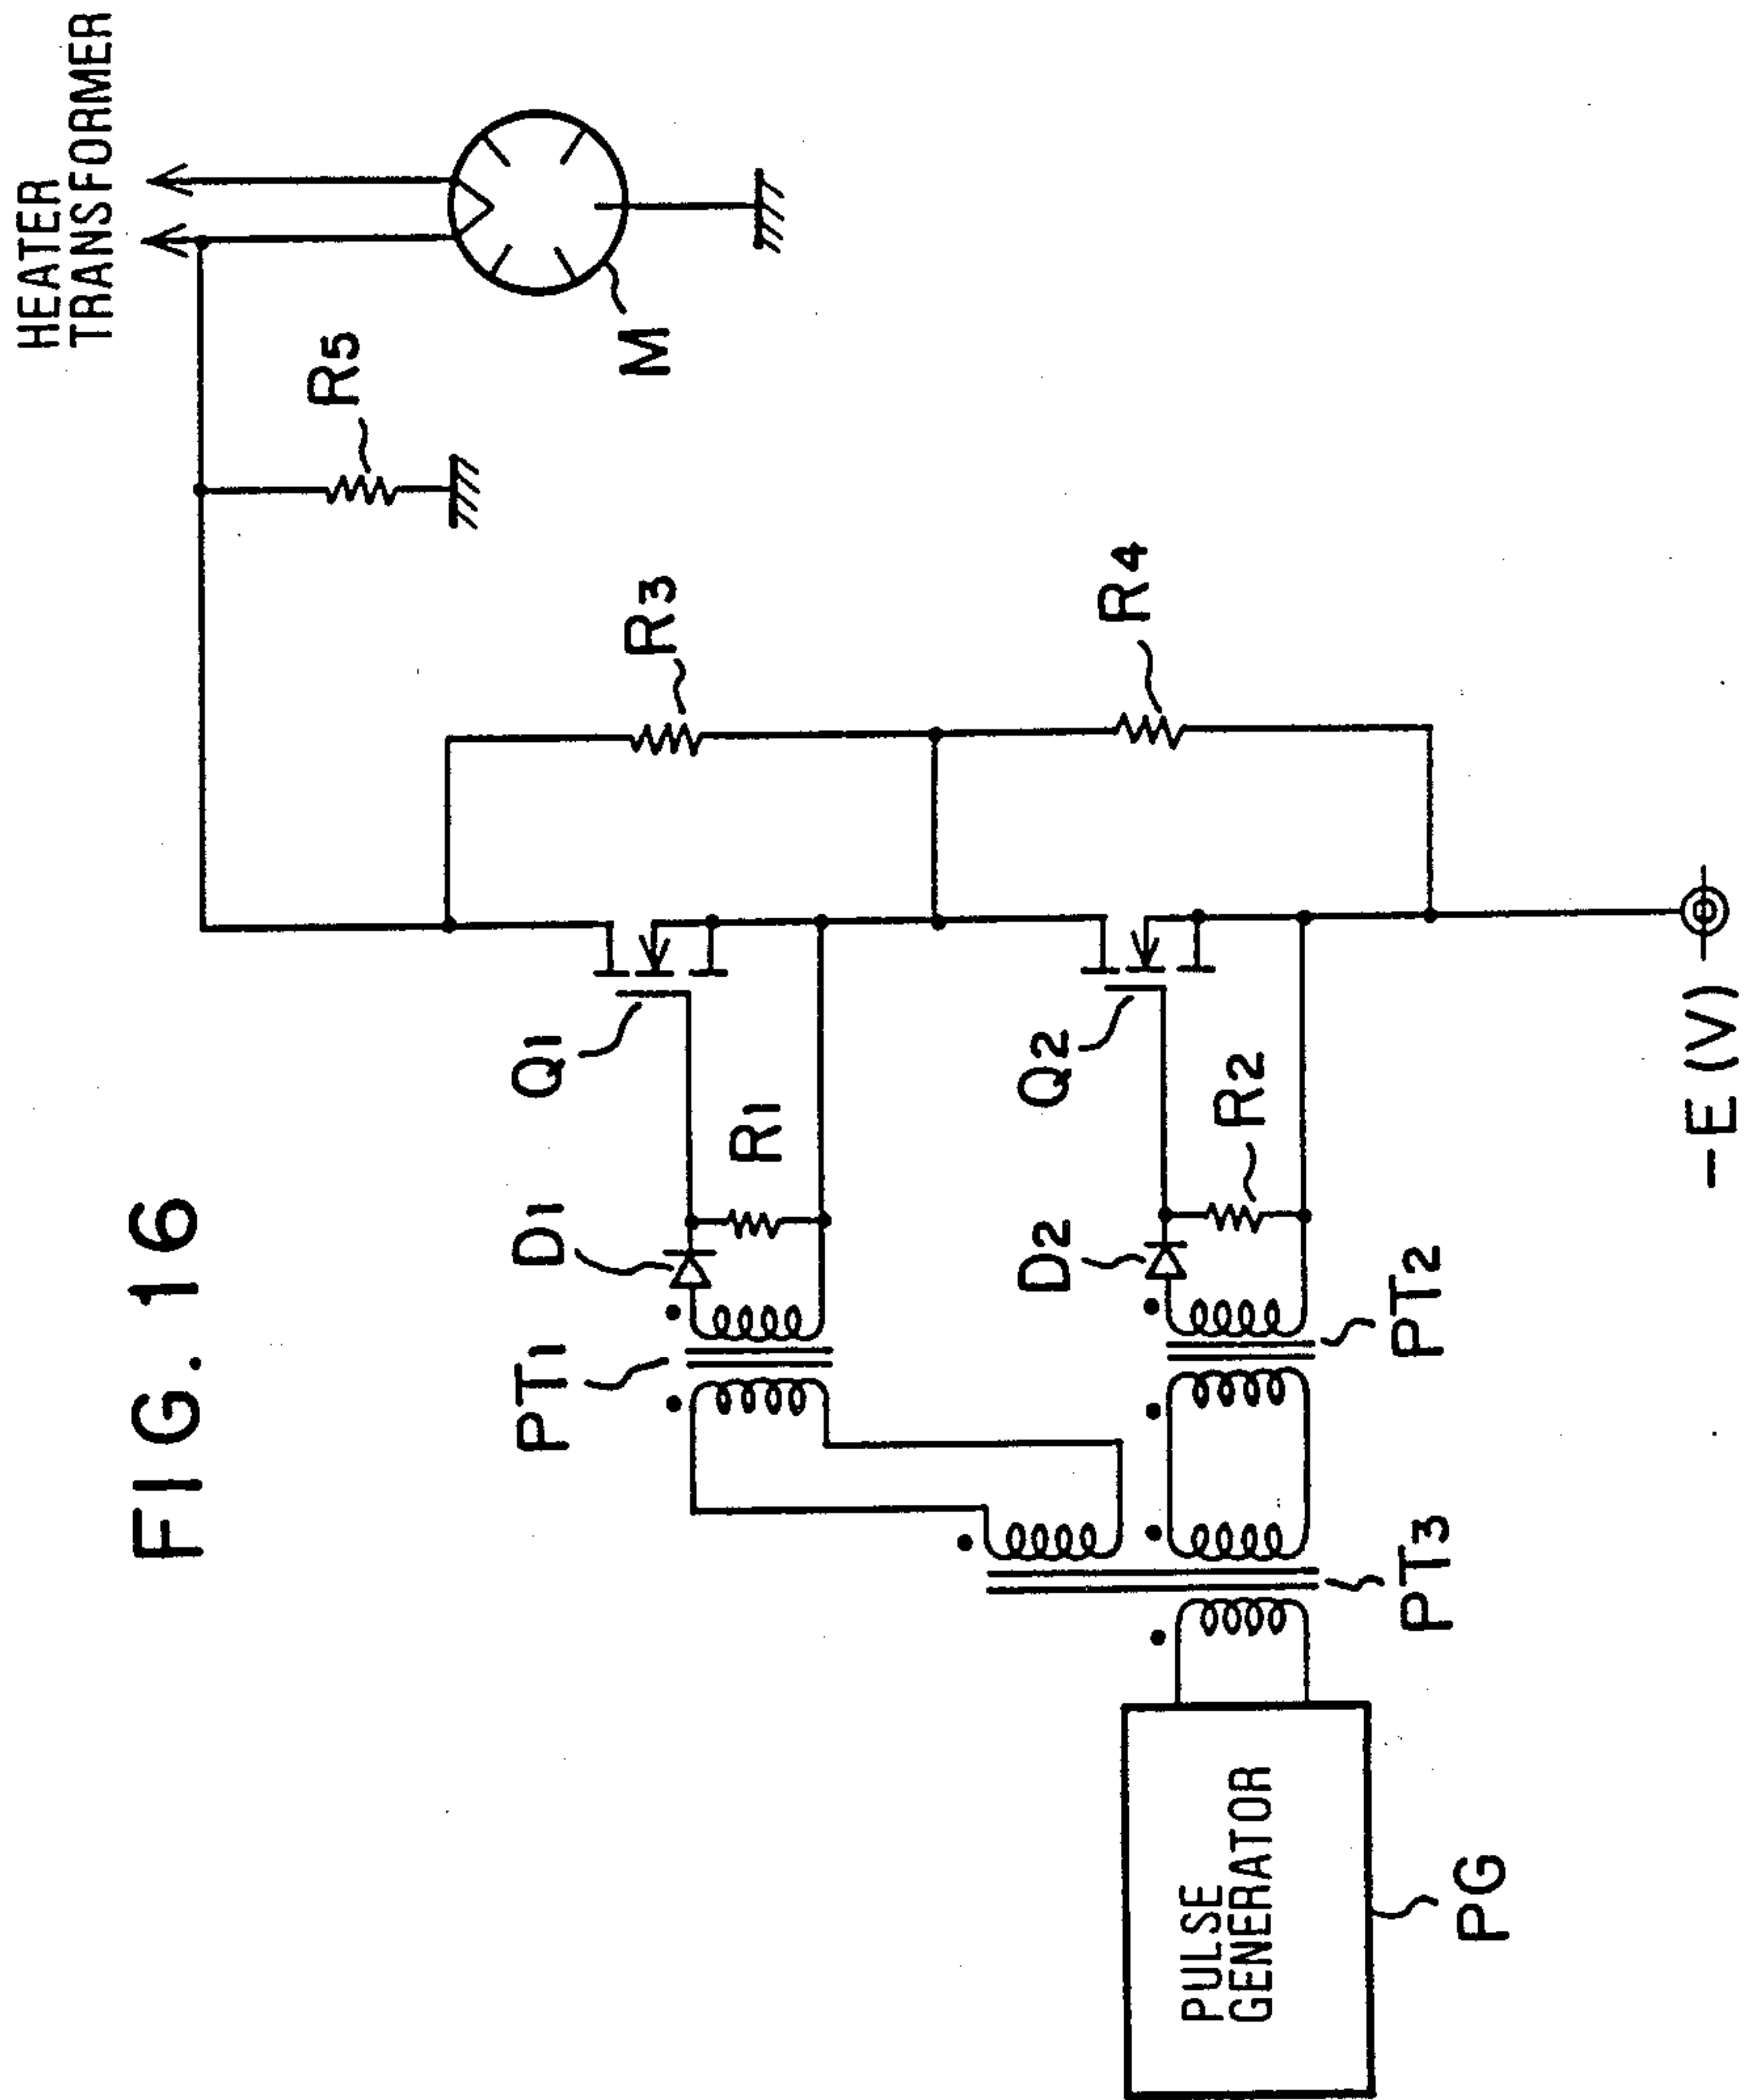 FIG. 16
HEATER
TRANSFORMER
R5
M
R3
R4
Q1
Q2
R1
R2
D1
D2
PT1
PT2
PT3
PULSE
GENERATOR
PG
-E (V)